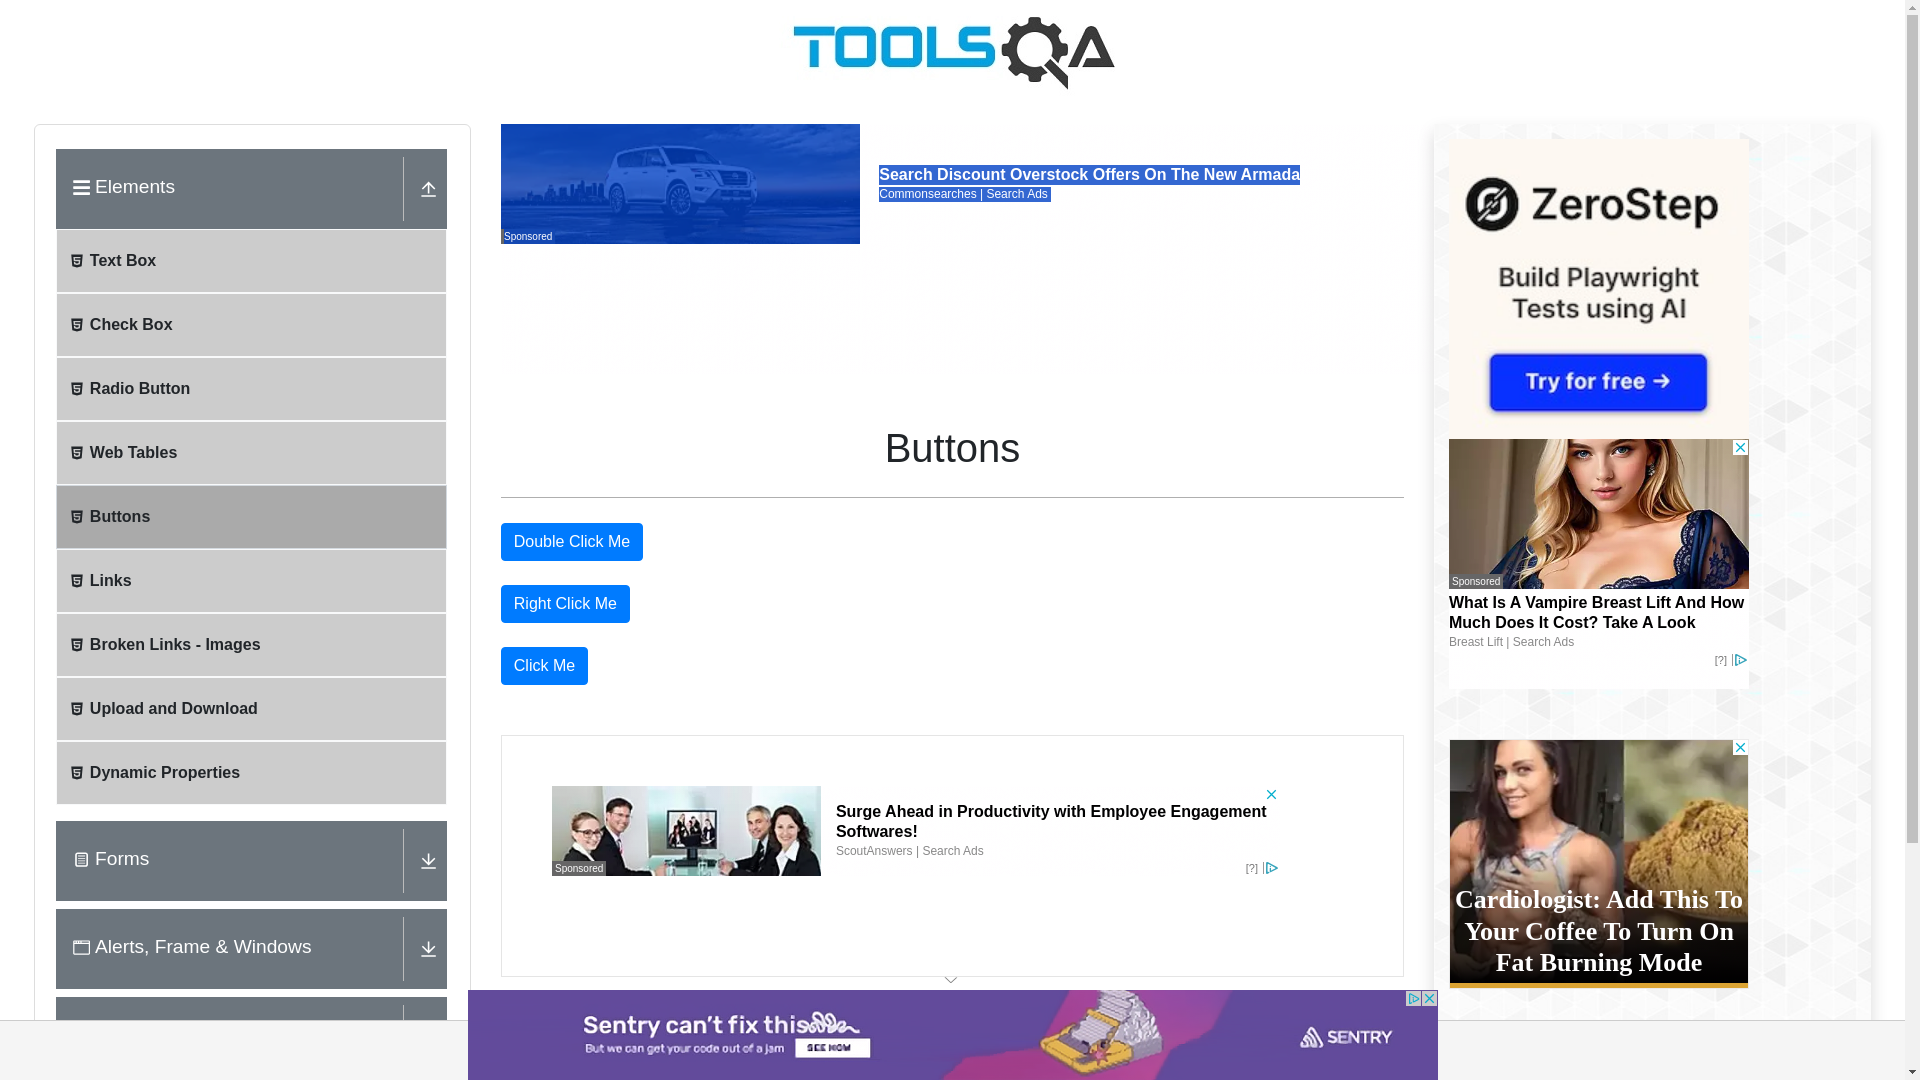 TOOLSQA
Elements
Text Box
Check Box
Radio Button
Web Tables
Buttons
Links
Broken Links - Images
Upload and Download
Dynamic Properties
Forms
Alerts, Frame & Windows
Sponsored
Search Discount Overstock Offers On The New Armada
Commonsearches | Search Ads
Buttons
Double Click Me
Right Click Me
Click Me
Sponsored
Surge Ahead in Productivity with Employee Engagement
Softwares!
ScoutAnswers | Search Ads
[?]
ZeroStep
Build Playwright
Tests using AI
Try for free →
Sponsored
What Is A Vampire Breast Lift And How
Much Does It Cost? Take A Look
Breast Lift | Search Ads
[?]
Cardiologist: Add This To
Your Coffee To Turn On
Fat Burning Mode
Sentry can't fix this
But we can get your code out of a jam
SEE HOW
SENTRY